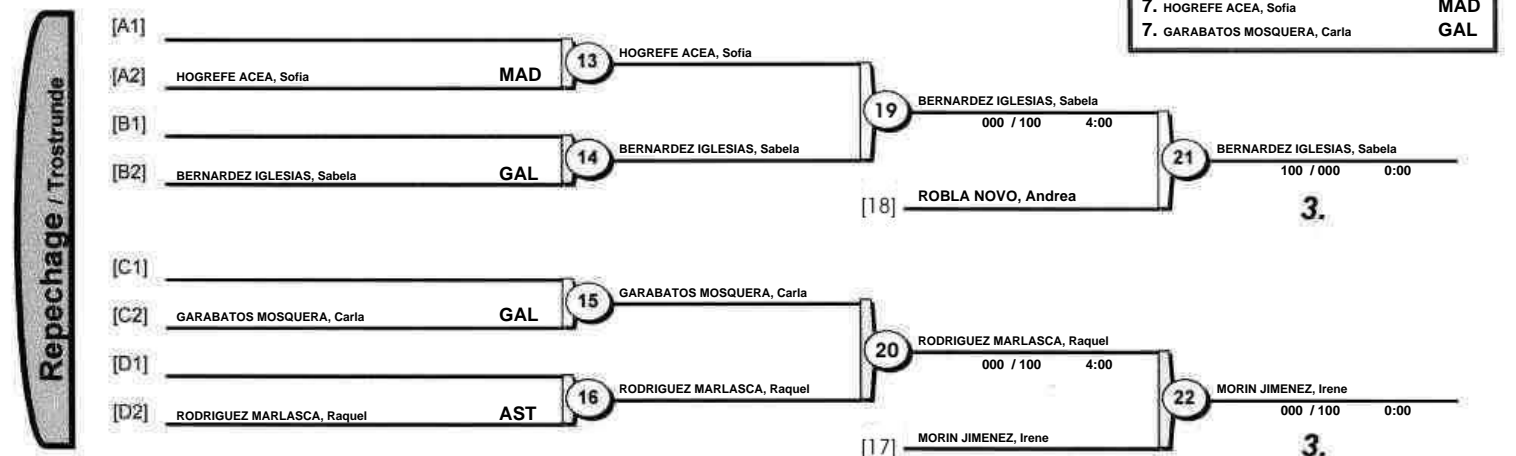 7. HOGREFE ACEA, Sofia MAD
7. GARABATOS MOSQUERA, Carla GAL
Repechage / Trostrunde
[A1]
[A2] HOGREFE ACEA, Sofia MAD
13 HOGREFE ACEA, Sofia
[B1]
[B2] BERNARDEZ IGLESIAS, Sabela GAL
14 BERNARDEZ IGLESIAS, Sabela
19 BERNARDEZ IGLESIAS, Sabela
000 / 100 4:00
[18] ROBLA NOVO, Andrea
21 BERNARDEZ IGLESIAS, Sabela
100 / 000 0:00
3.
[C1]
[C2] GARABATOS MOSQUERA, Carla GAL
15 GARABATOS MOSQUERA, Carla
[D1]
[D2] RODRIGUEZ MARLASCA, Raquel AST
16 RODRIGUEZ MARLASCA, Raquel
20 RODRIGUEZ MARLASCA, Raquel
000 / 100 4:00
[17] MORIN JIMENEZ, Irene
22 MORIN JIMENEZ, Irene
000 / 100 0:00
3.